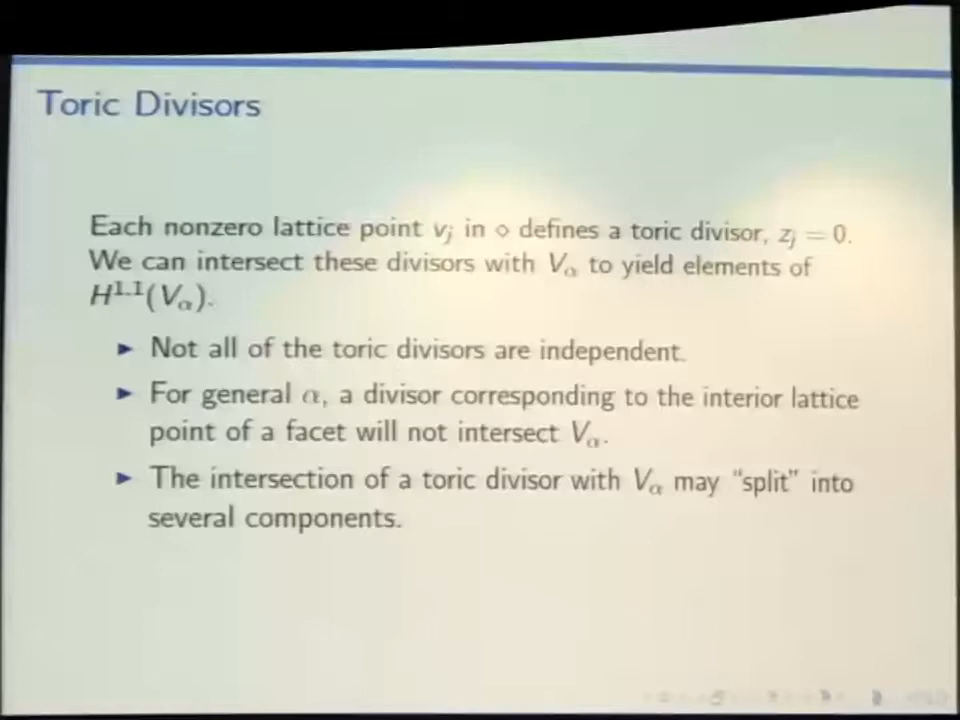 Toric Divisors
Each nonzero lattice point v_j in ⋄ defines a toric divisor, z_j = 0.
We can intersect these divisors with V_α to yield elements of
H^{1,1}(V_α).
► Not all of the toric divisors are independent.
► For general α, a divisor corresponding to the interior lattice
point of a facet will not intersect V_α.
► The intersection of a toric divisor with V_α may "split" into
several components.